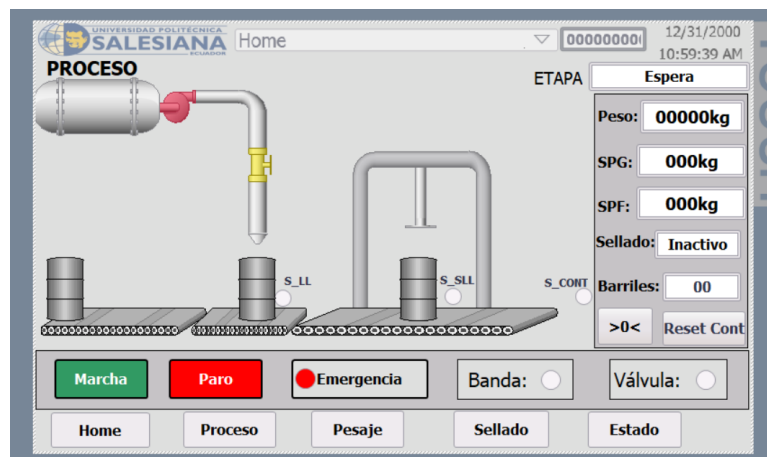 UNIVERSIDAD POLITÉCNICA
SALESIANA
ECUADOR
Home
000000000
12/31/2000
10:59:39 AM
PROCESO
ETAPA
Espera
Peso: 00000kg
SPG: 000kg
SPF: 000kg
Sellado: Inactivo
S_LL
S_SLL
S_CONT
Barriles: 00
>0<
Reset Cont
Marcha
Paro
Emergencia
Banda:
Válvula:
Home
Proceso
Pesaje
Sellado
Estado